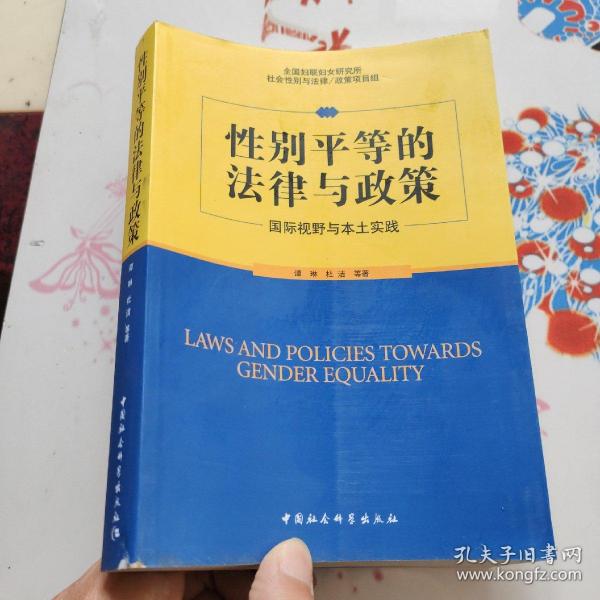 全国妇联妇女研究所
社会性别与法律/政策项目组
性别平等的
法律与政策
国际视野与本土实践
谭琳 杜洁 等著
LAWS AND POLICIES TOWARDS
GENDER EQUALITY
中国社会科学出版社
性别平等的法律与政策
谭琳 杜洁 等著
中国社会科学出版社
孔夫子旧书网
www.kongfz.com